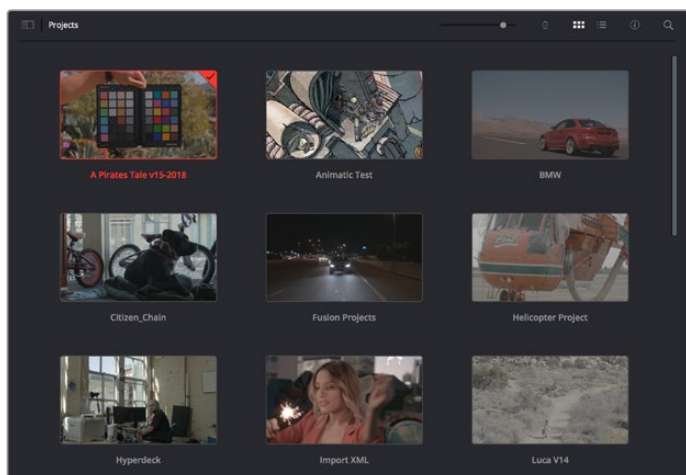 Projects
A Pirates Tale v15-2018
Animatic Test
BMW
Citizen_Chain
Fusion Projects
Helicopter Project
Hyperdeck
Import XML
Luca V14